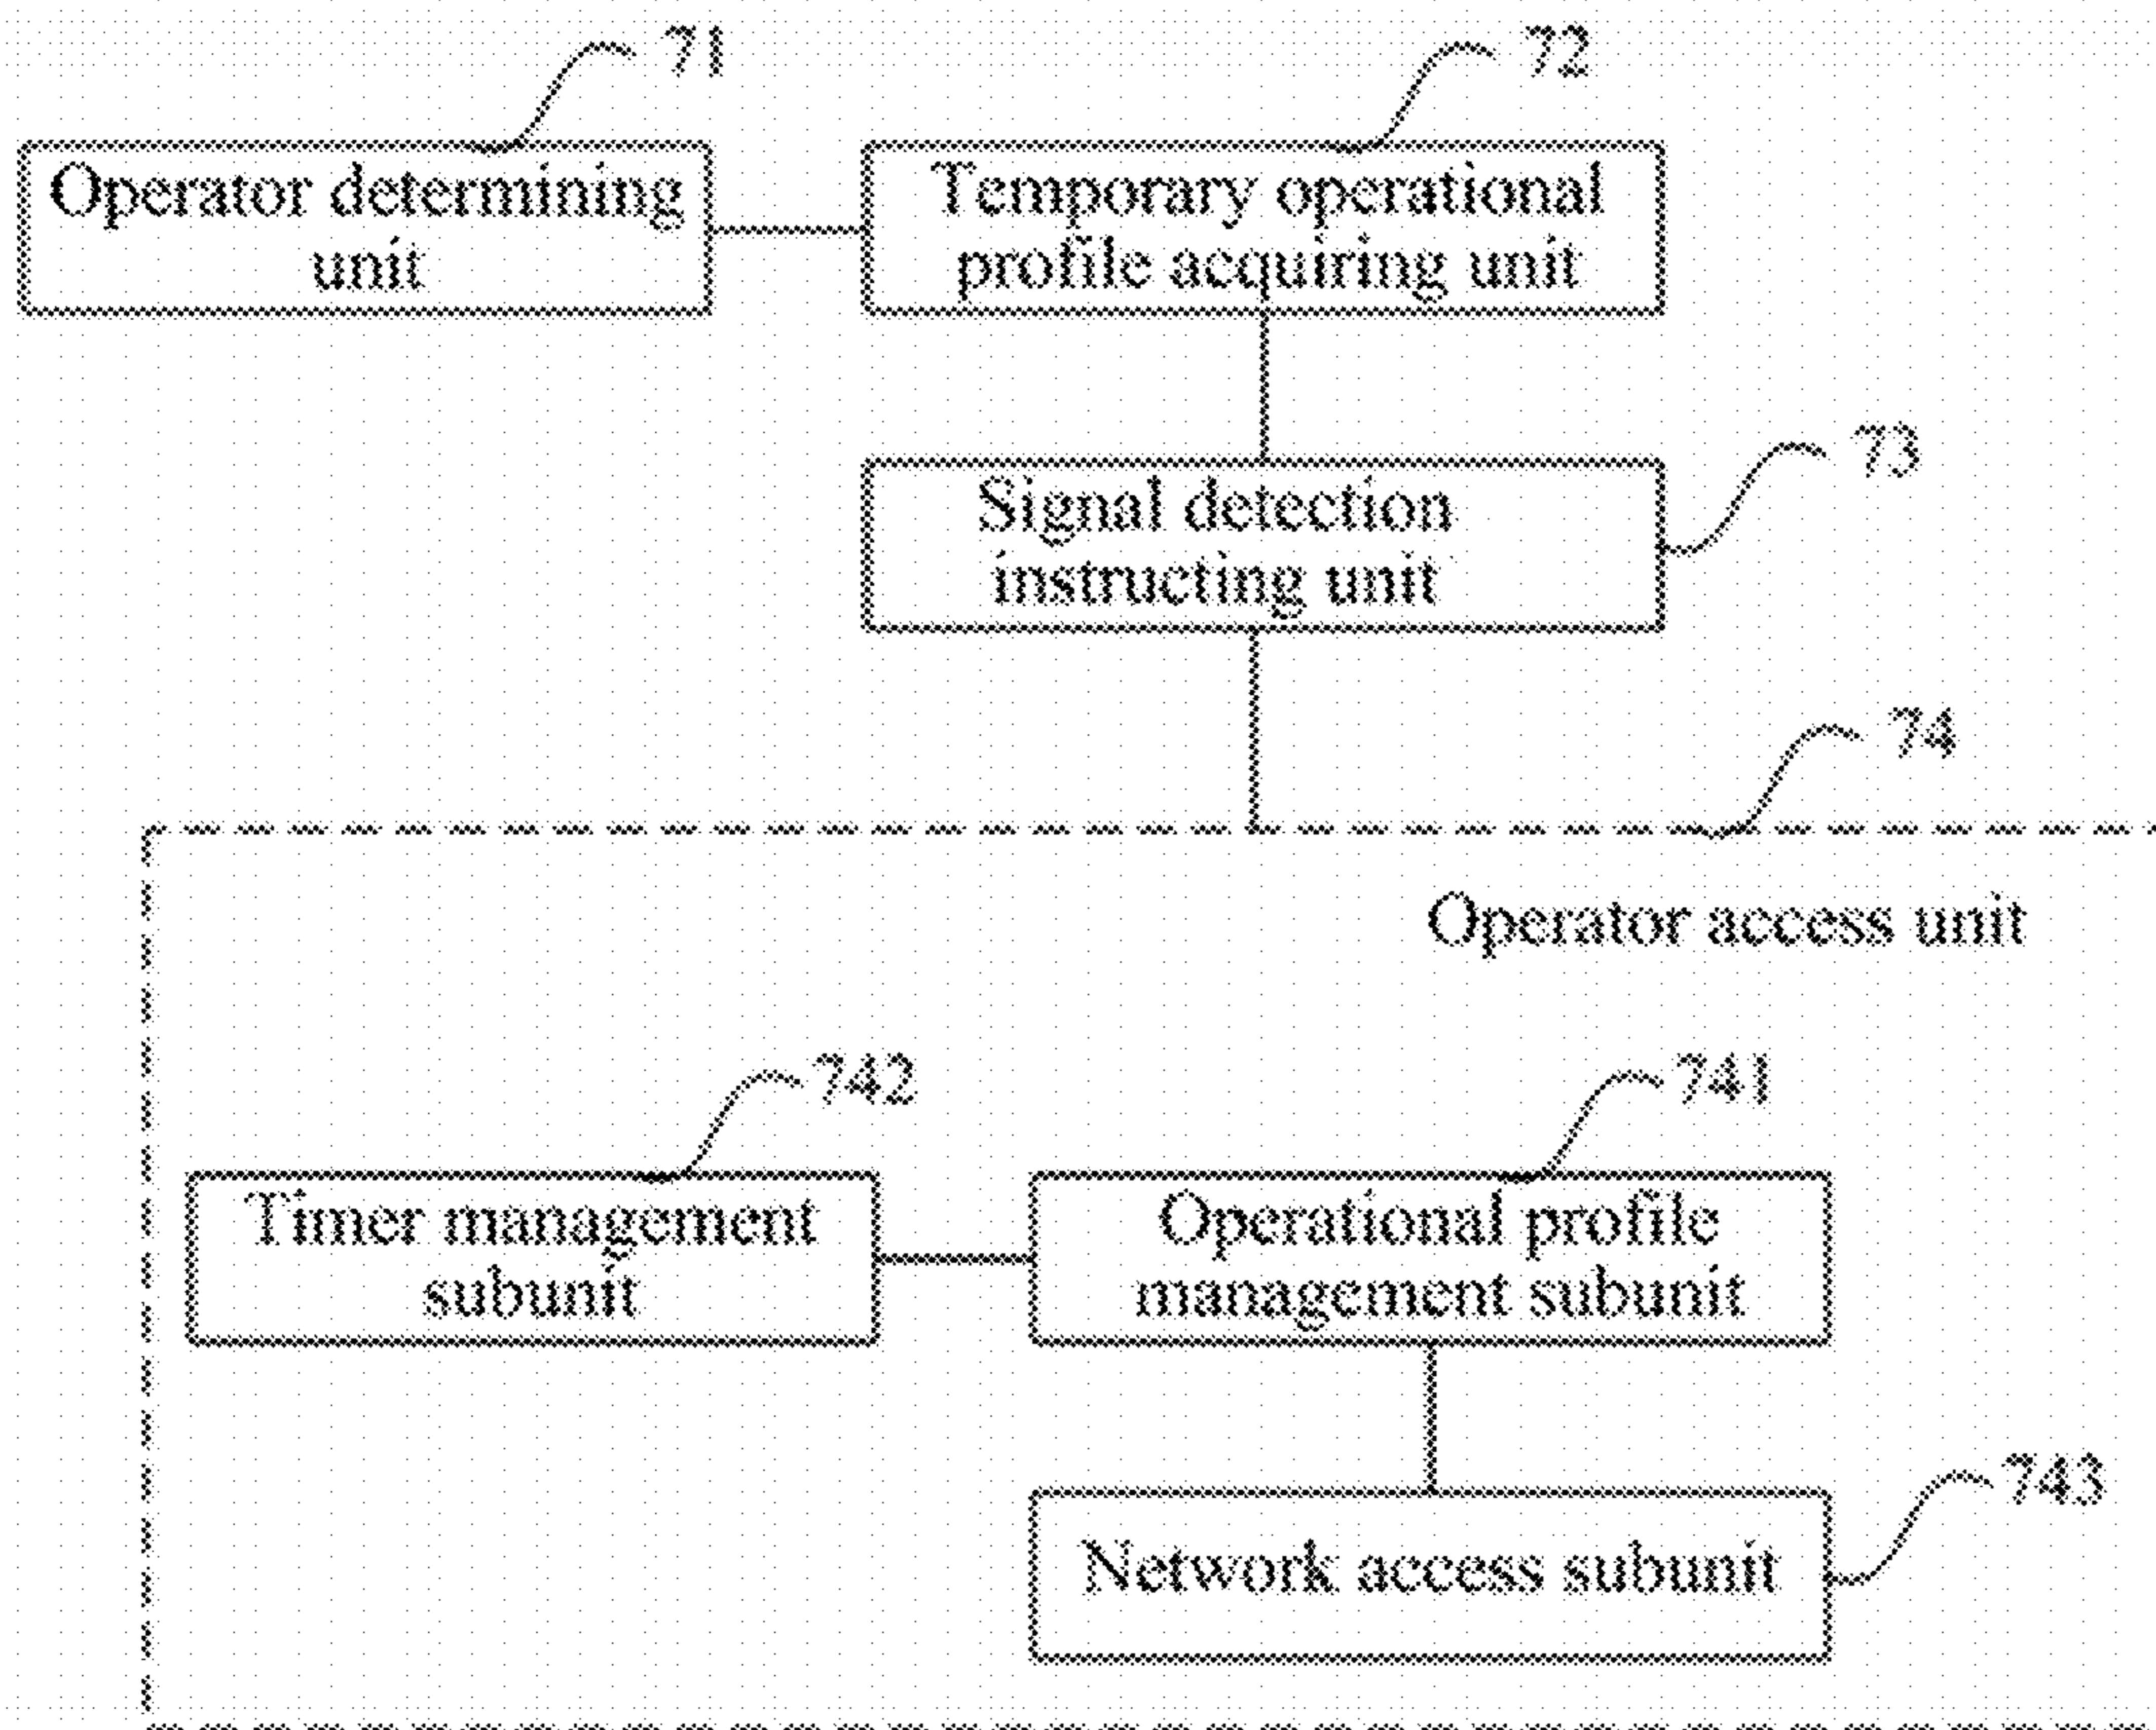 71
72
Operator determining
unit
Temporary operational
profile acquiring unit
73
Signal detection
instructing unit
74
Operator access unit
742
741
Timer management
subunit
Operational profile
management subunit
743
Network access subunit